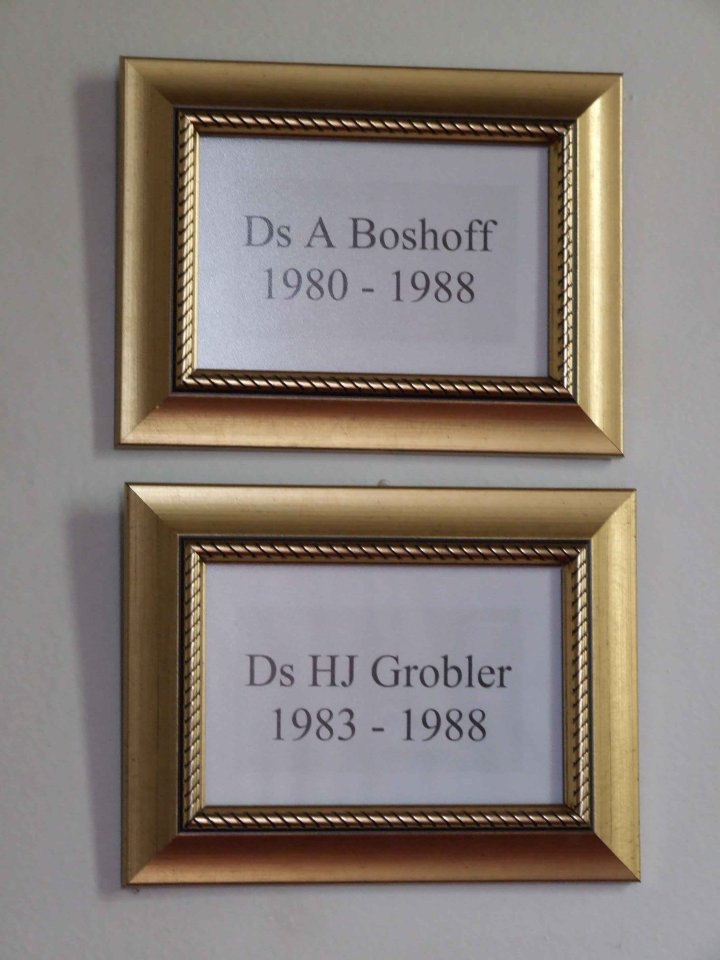 Ds A Boshoff
1980 - 1988
Ds HJ Grobler
1983 - 1988